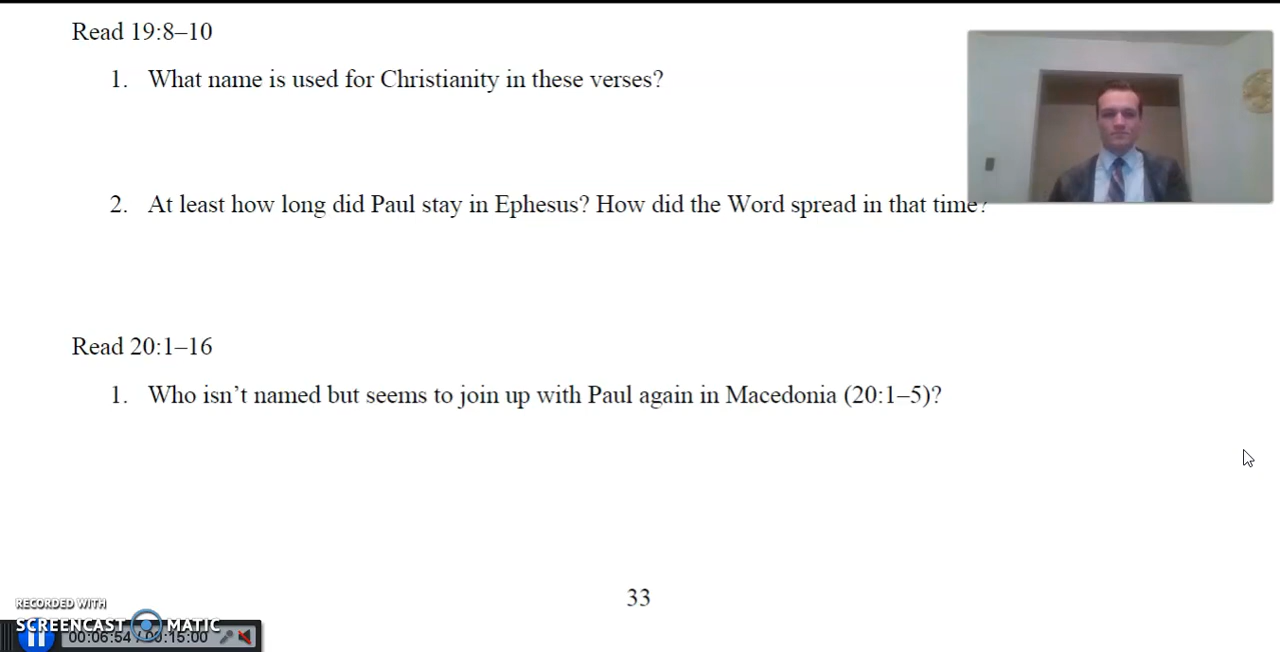 Read 19:8–10
1. What name is used for Christianity in these verses?
2. At least how long did Paul stay in Ephesus? How did the Word spread in that time?
Read 20:1–16
1. Who isn’t named but seems to join up with Paul again in Macedonia (20:1–5)?
33
RECORDED WITH
SCREENCAST MATIC
00:06:54 / 00:15:00